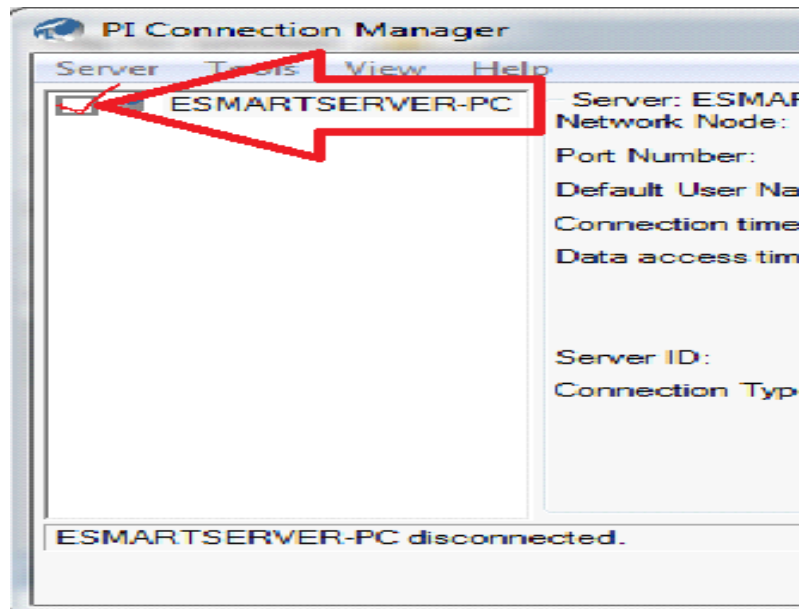 PI Connection Manager
Server Tools View Help
ESMARTSERVER-PC
Server: ESMAR
Network Node:
Port Number:
Default User Na
Connection time
Data access tim
Server ID:
Connection Typ
ESMARTSERVER-PC disconnected.